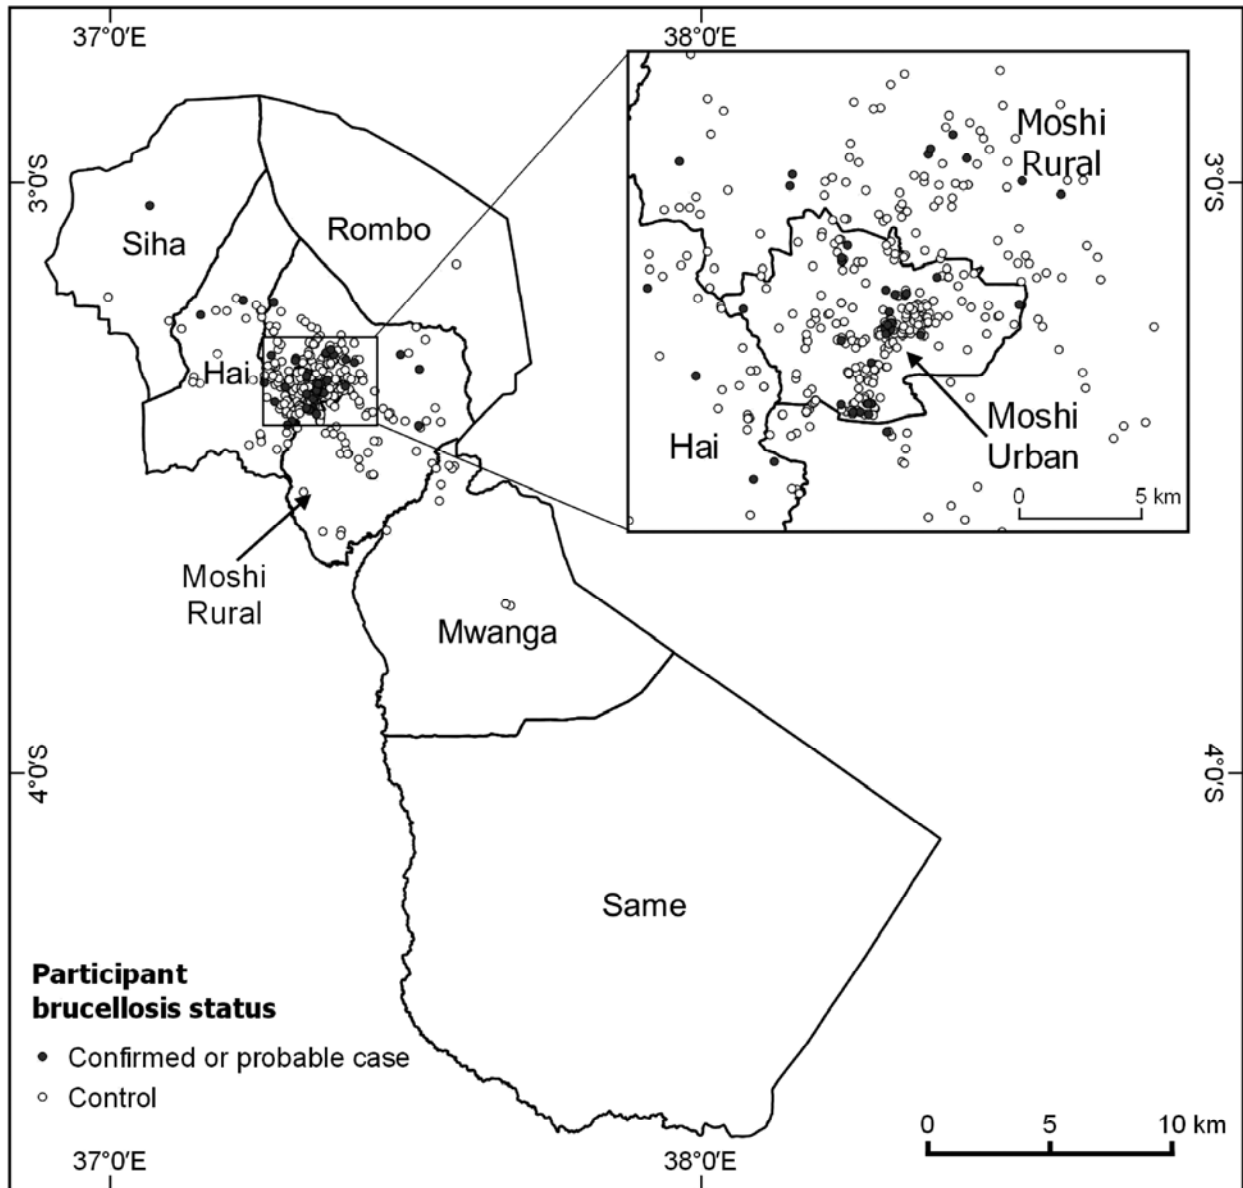 37°0'E
38°0'E
3°0'S
3°0'S
Siha
Rombo
Moshi
Rural
Hai
Hai
Moshi
Urban
0
5 km
Moshi
Rural
Mwanga
4°0'S
4°0'S
Same
Participant
brucellosis status
Confirmed or probable case
Control
0
5
10 km
37°0'E
38°0'E